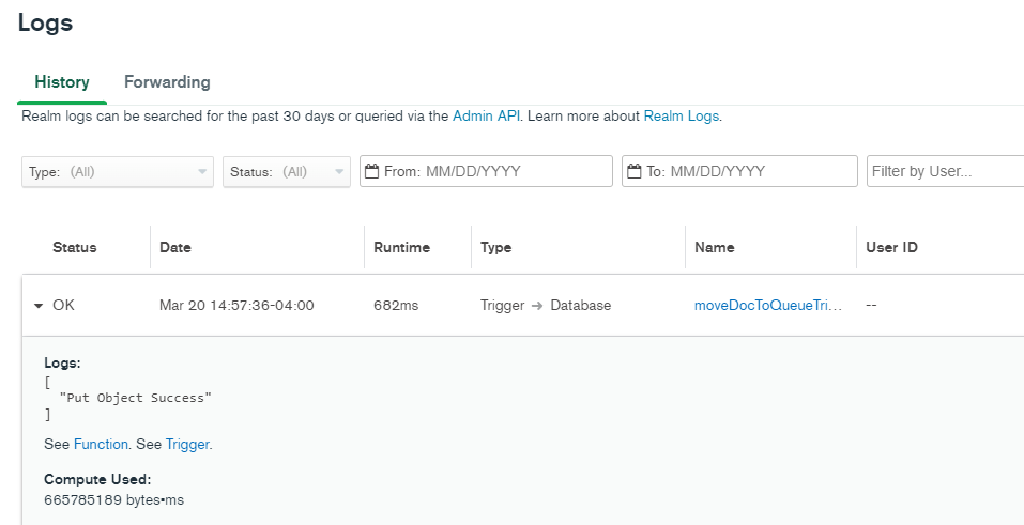 Logs
History Forwarding
Realm logs can be searched for the past 30 days or queried via the Admin API. Learn more about Realm Logs.
Type: (All) Status: (All) From: MM/DD/YYYY To: MM/DD/YYYY Filter by User...
Status Date Runtime Type Name User ID
OK Mar 20 14:57:36-04:00 682ms Trigger → Database moveDocToQueueTri... --
Logs:
[
"Put Object Success"
]
See Function. See Trigger.
Compute Used:
665785189 bytes•ms